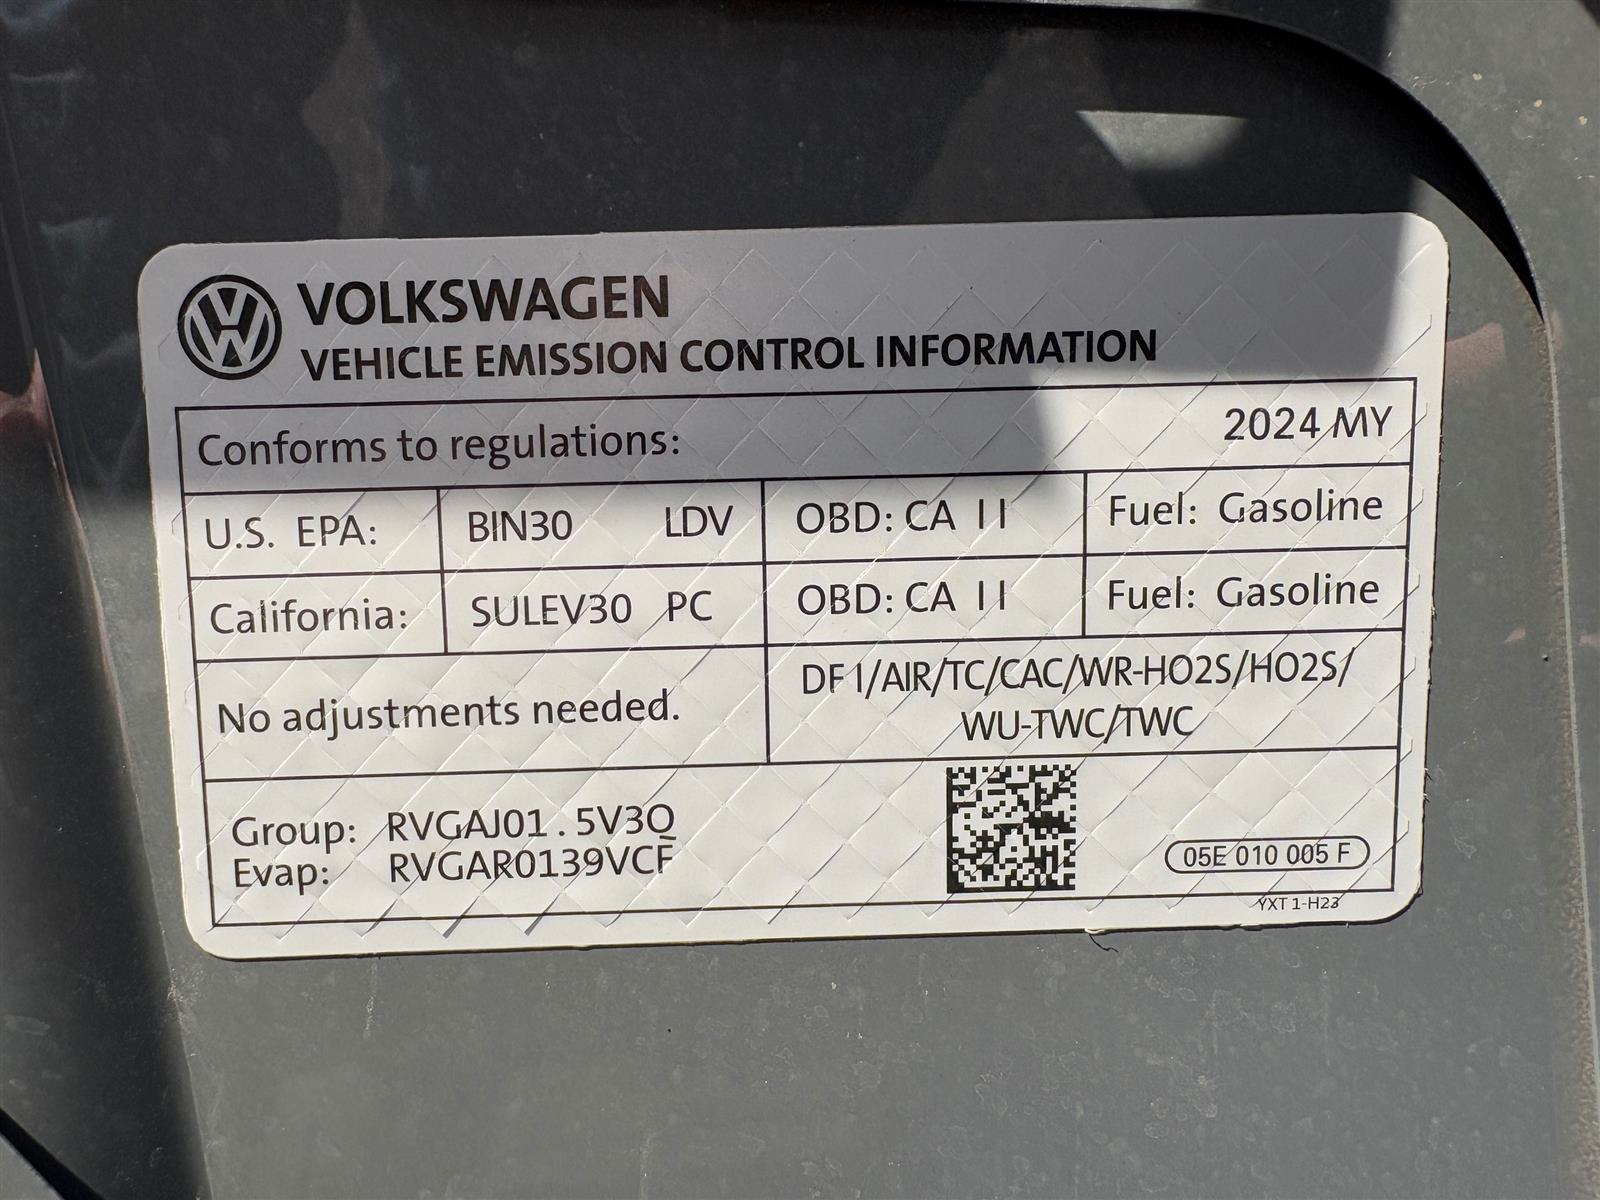 VOLKSWAGEN
VEHICLE EMISSION CONTROL INFORMATION
Conforms to regulations: 2024 MY
U.S. EPA: BIN30 LDV OBD: CA II Fuel: Gasoline
California: SULEV30 PC OBD: CA II Fuel: Gasoline
No adjustments needed.
DFI/AIR/TC/CAC/WR-HO2S/HO2S/
WU-TWC/TWC
Group: RVGAJ01.5V3Q
Evap: RVGAR0139VCF
05E 010 005 F
YXT 1-H23